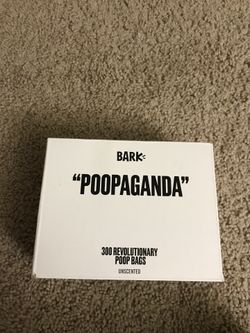 BARK
"POOPAGANDA"
300 REVOLUTIONARY
POOP BAGS
UNSCENTED